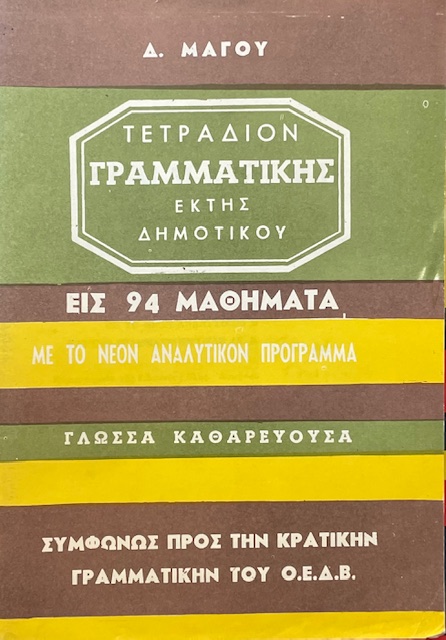 Δ. ΜΑΓΟΥ
ΤΕΤΡΑΔΙΟΝ
ΓΡΑΜΜΑΤΙΚΗΣ
ΕΚΤΗΣ
ΔΗΜΟΤΙΚΟΥ
ΕΙΣ 94 ΜΑΘΗΜΑΤΑ
ΜΕ ΤΟ ΝΕΟΝ ΑΝΑΛΥΤΙΚΟΝ ΠΡΟΓΡΑΜΜΑ
ΓΛΩΣΣΑ ΚΑΘΑΡΕΥΟΥΣΑ
ΣΥΜΦΩΝΩΣ ΠΡΟΣ ΤΗΝ ΚΡΑΤΙΚΗΝ
ΓΡΑΜΜΑΤΙΚΗΝ ΤΟΥ Ο.Ε.Δ.Β.